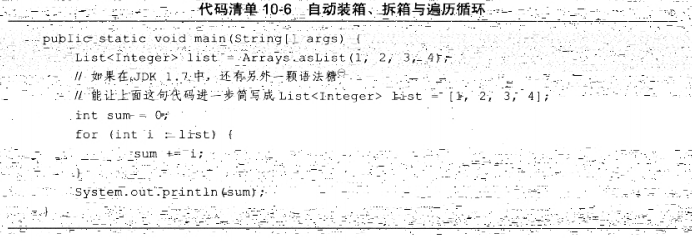 代码清单 10-6 自动装箱、拆箱与遍历循环
public static void main(String[] args) {
List<Integer> list = Arrays.asList(1, 2, 3, 4);
// 如果在 JDK 1.7 中，还有另外一颗语法糖
// 能让上面这句代码进一步简写成 List<Integer> list = [1, 2, 3, 4];
int sum = 0;
for (int i : list) {
sum += i;
}
System.out.println(sum);
}